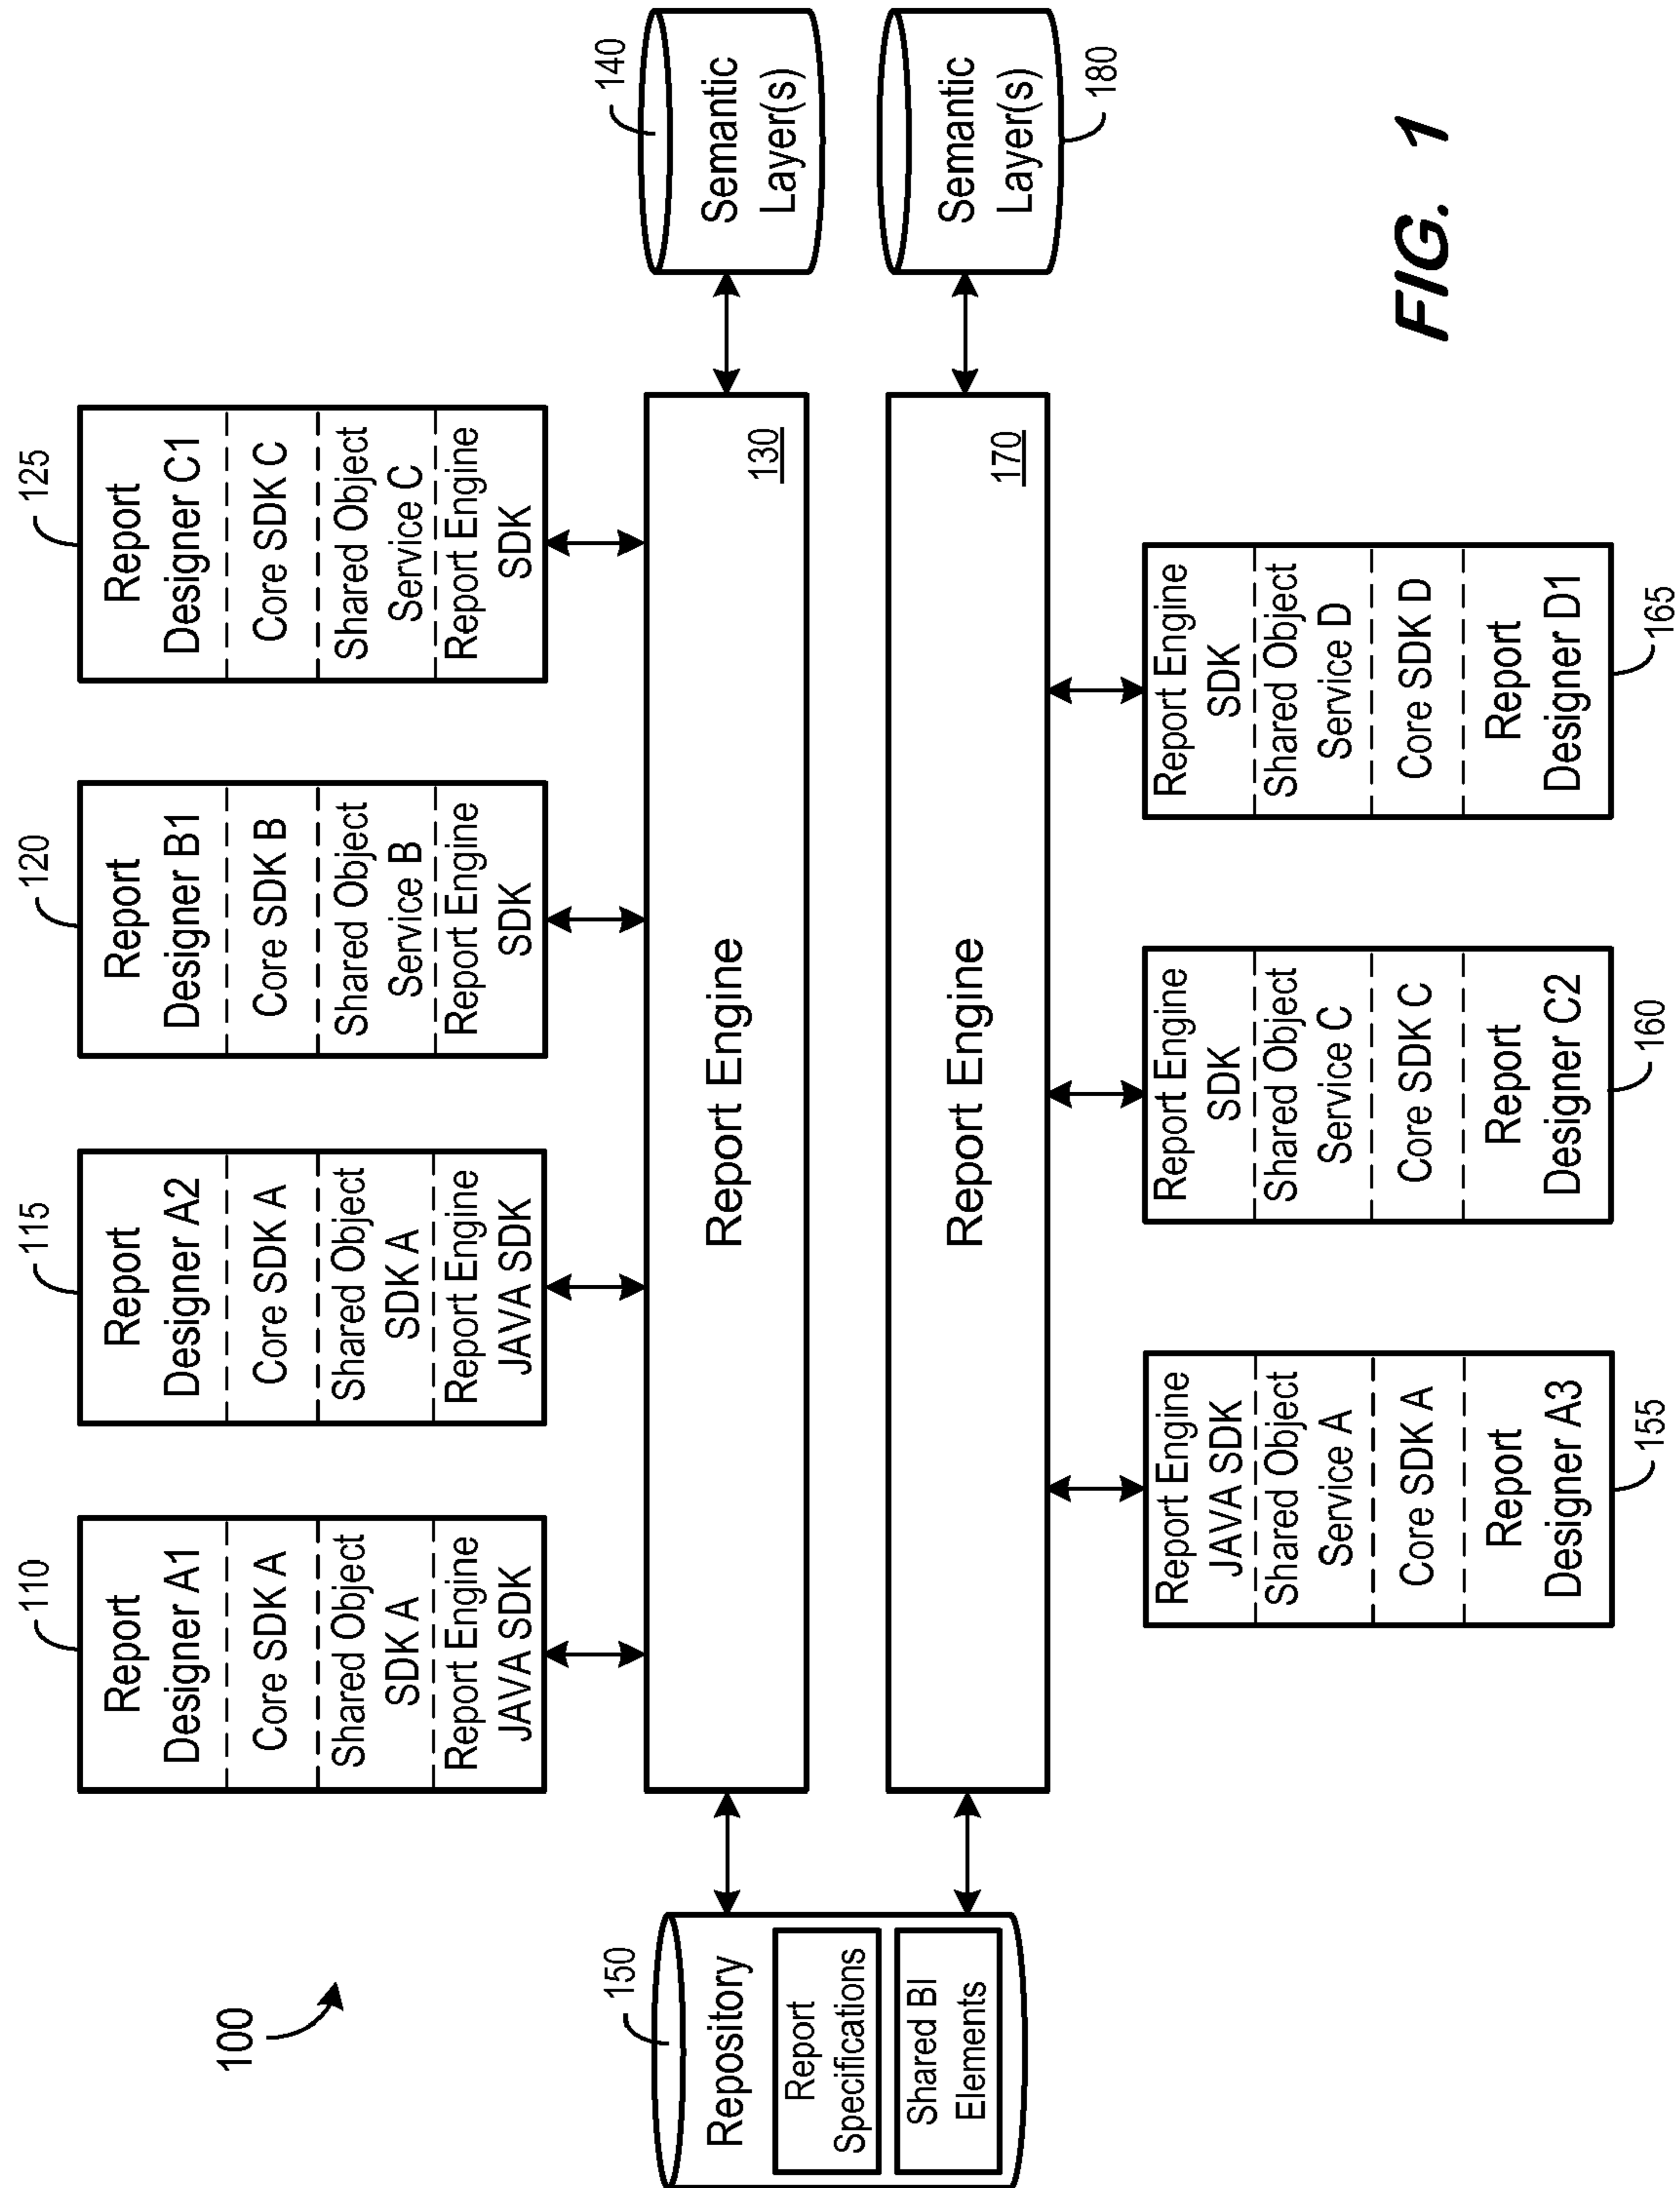 100
110
Report
Designer A1
Core SDK A
Shared Object
SDK A
Report Engine
JAVA SDK
115
Report
Designer A2
Core SDK A
Shared Object
SDK A
Report Engine
JAVA SDK
120
Report
Designer B1
Core SDK B
Shared Object
Service B
Report Engine
SDK
125
Report
Designer C1
Core SDK C
Shared Object
Service C
Report Engine
SDK
150
Repository
Report
Specifications
Shared BI
Elements
Report Engine
130
140
Semantic
Layer(s)
Report Engine
170
Semantic
Layer(s)
180
Report Engine
JAVA SDK
Shared Object
Service A
Core SDK A
Report
Designer A3
155
Report Engine
SDK
Shared Object
Service C
Core SDK C
Report
Designer C2
160
Report Engine
SDK
Shared Object
Service D
Core SDK D
Report
Designer D1
165
FIG. 1